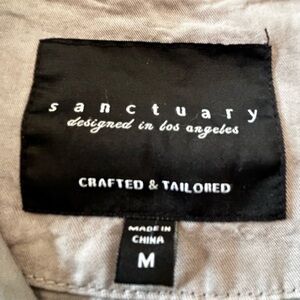 sanctuary
designed in los angeles
CRAFTED & TAILORED
MADE IN
CHINA
M